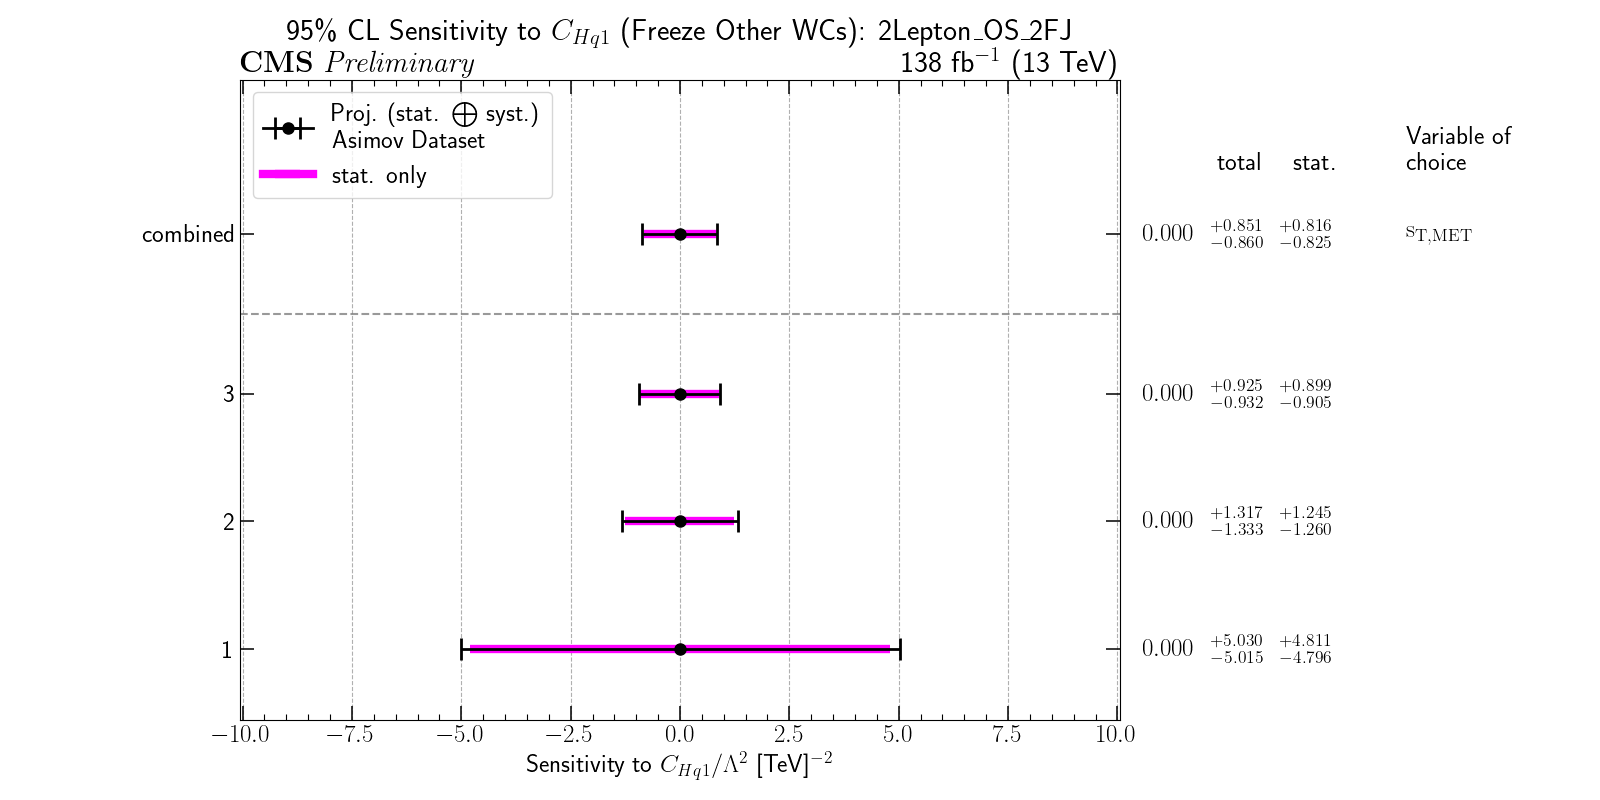 95% CL Sensitivity to C_{Hq1} (Freeze Other WCs): 2Lepton_OS_2FJ
CMS Preliminary 138 fb^{-1} (13 TeV)
Proj. (stat. ⨁ syst.)
Asimov Dataset
stat. only
Variable of
total stat. choice
combined 0.000 +0.851 −0.860 +0.816 −0.825 s_{T,MET}
3 0.000 +0.925 −0.932 +0.899 −0.905
2 0.000 +1.317 −1.333 +1.245 −1.260
1 0.000 +5.030 −5.015 +4.811 −4.796
−10.0 −7.5 −5.0 −2.5 0.0 2.5 5.0 7.5 10.0
Sensitivity to C_{Hq1}/Λ^2 [TeV]^{−2}